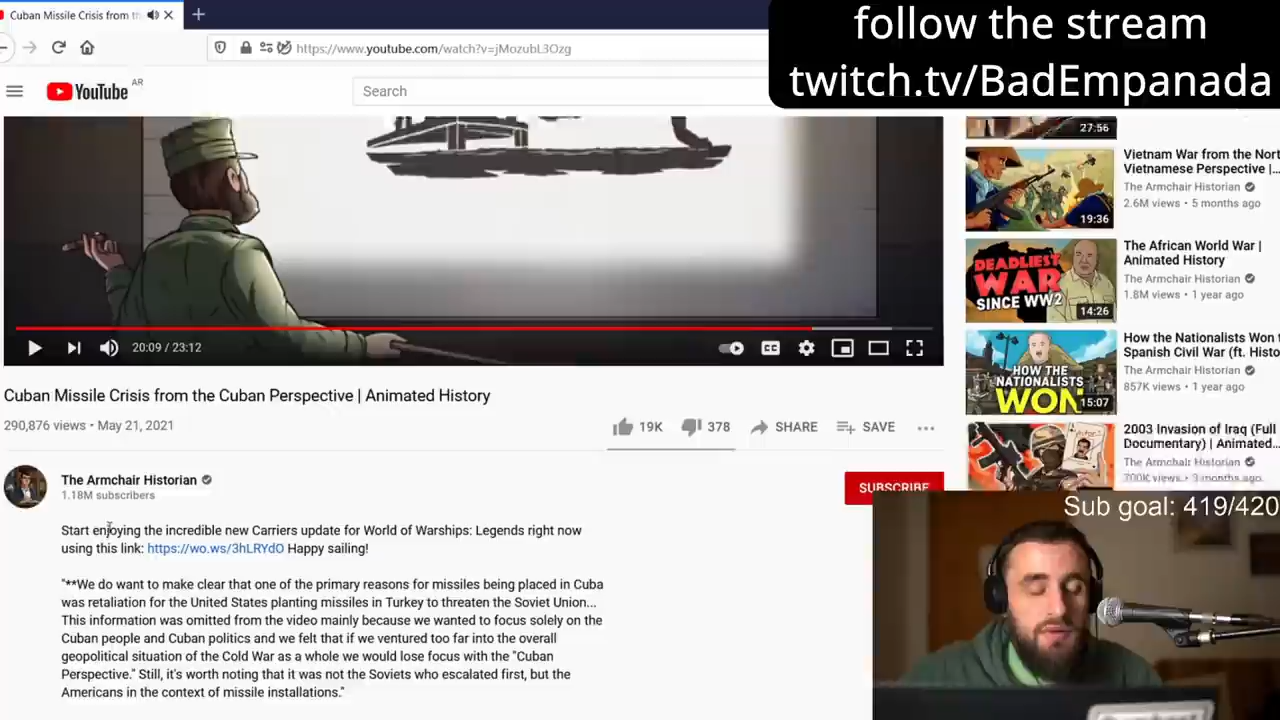 Cuban Missile Crisis from th
follow the stream
twitch.tv/BadEmpanada
https://www.youtube.com/watch?v=jMozubL3Ozg
YouTube AR
Search
27:56
Vietnam War from the Nort
Vietnamese Perspective |...
The Armchair Historian
2.6M views • 5 months ago
19:36
The African World War |
Animated History
The Armchair Historian
1.8M views • 1 year ago
DEADLIEST
WAR
SINCE WW2
14:26
How the Nationalists Won t
Spanish Civil War (ft. Histo
The Armchair Historian
857K views • 1 year ago
HOW THE
NATIONALISTS
WON
15:07
2003 Invasion of Iraq (Full
Documentary) | Animated...
The Armchair Historian
700K views • 3 months ago
20:09 / 23:12
CC
Cuban Missile Crisis from the Cuban Perspective | Animated History
290,876 views • May 21, 2021
19K
378
SHARE
SAVE
The Armchair Historian
1.18M subscribers
SUBSCRIBE
Sub goal: 419/420
Start enjoying the incredible new Carriers update for World of Warships: Legends right now
using this link: https://wo.ws/3hLRYdO Happy sailing!
"**We do want to make clear that one of the primary reasons for missiles being placed in Cuba
was retaliation for the United States planting missiles in Turkey to threaten the Soviet Union...
This information was omitted from the video mainly because we wanted to focus solely on the
Cuban people and Cuban politics and we felt that if we ventured too far into the overall
geopolitical situation of the Cold War as a whole we would lose focus with the "Cuban
Perspective." Still, it's worth noting that it was not the Soviets who escalated first, but the
Americans in the context of missile installations."